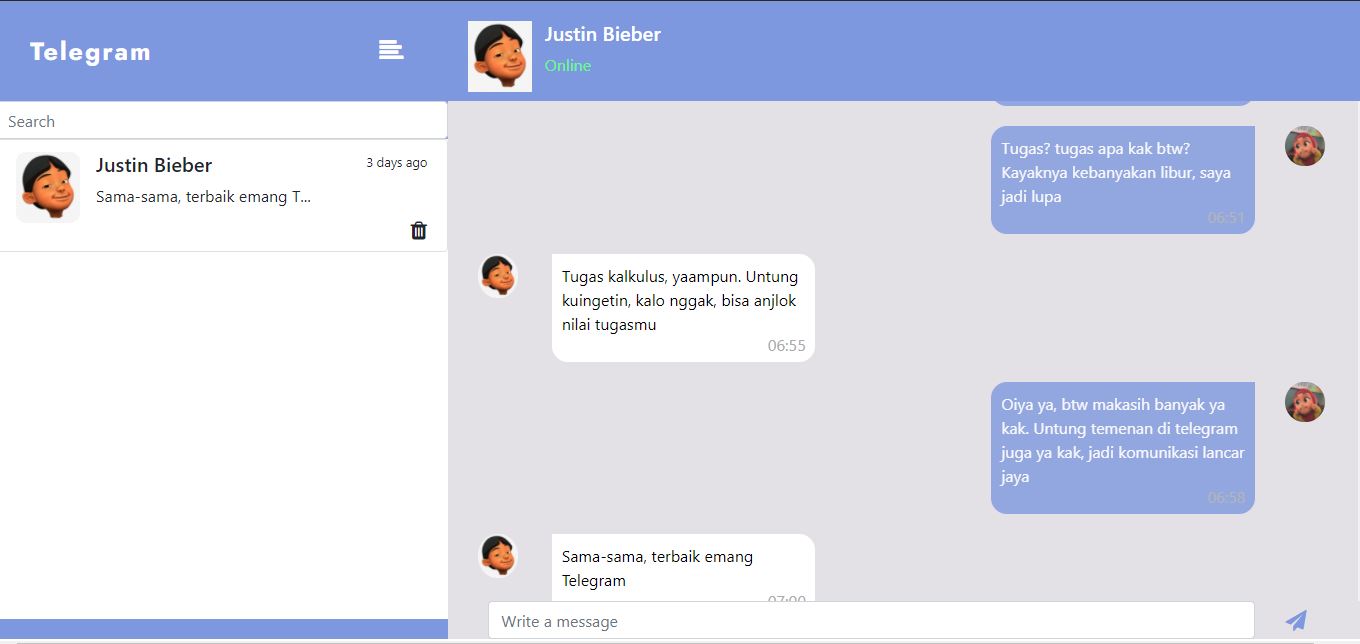 Telegram
Search
Justin Bieber
3 days ago
Sama-sama, terbaik emang T...
Justin Bieber
Online
Tugas? tugas apa kak btw?
Kayaknya kebanyakan libur, saya
jadi lupa
06:51
Tugas kalkulus, yaampun. Untung
kuingetin, kalo nggak, bisa anjlok
nilai tugasmu
06:55
Oiya ya, btw makasih banyak ya
kak. Untung temenan di telegram
juga ya kak, jadi komunikasi lancar
jaya
06:58
Sama-sama, terbaik emang
Telegram
07:00
Write a message